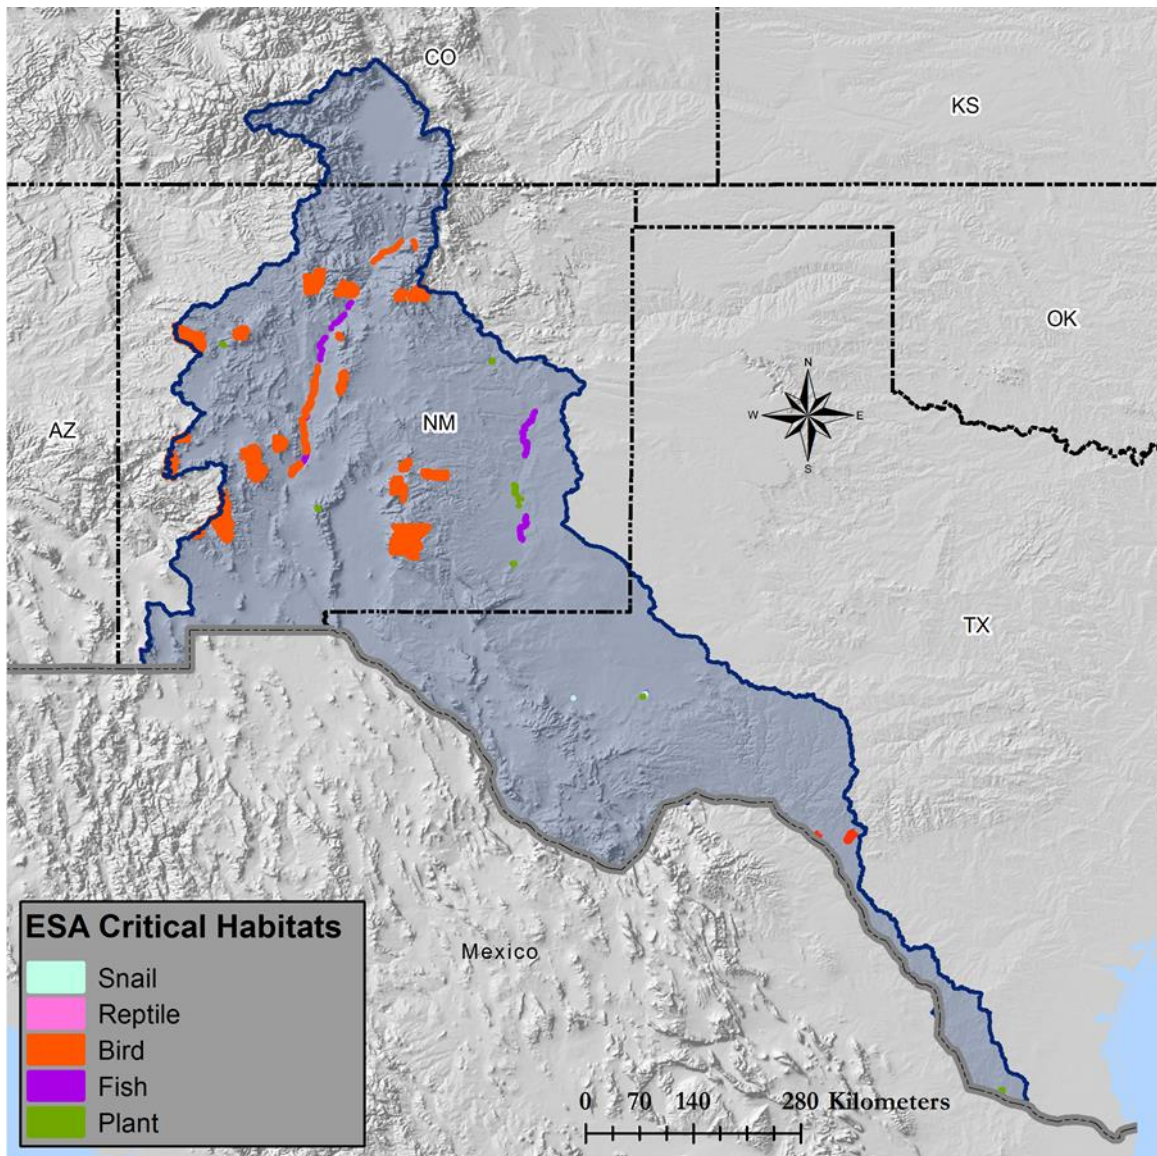 CO
KS
OK
N
W E
S
AZ
NM
TX
Mexico
ESA Critical Habitats
Snail
Reptile
Bird
Fish
Plant
0 70 140 280 Kilometers